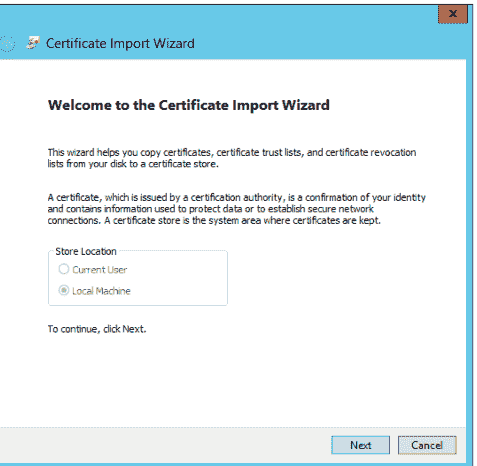 x
Certificate Import Wizard
Welcome to the Certificate Import Wizard
This wizard helps you copy certificates, certificate trust lists, and certificate revocation
lists from your disk to a certificate store.
A certificate, which is issued by a certification authority, is a confirmation of your identity
and contains information used to protect data or to establish secure network
connections. A certificate store is the system area where certificates are kept.
Store Location
Current User
Local Machine
To continue, click Next.
Next
Cancel